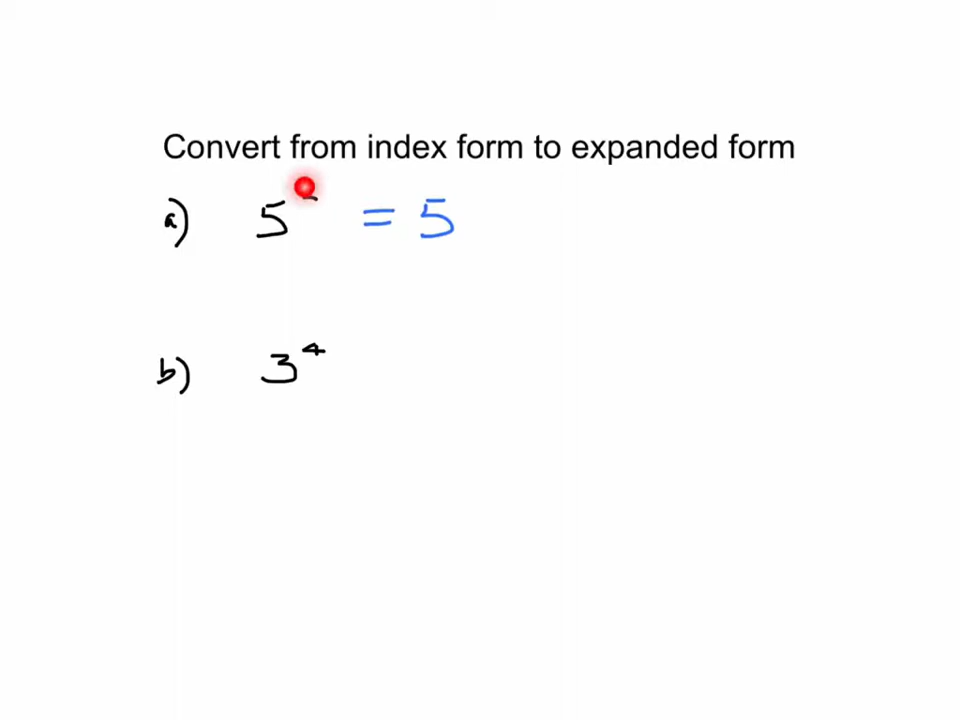 Convert from index form to expanded form
a) 5 = 5
b) 3⁴